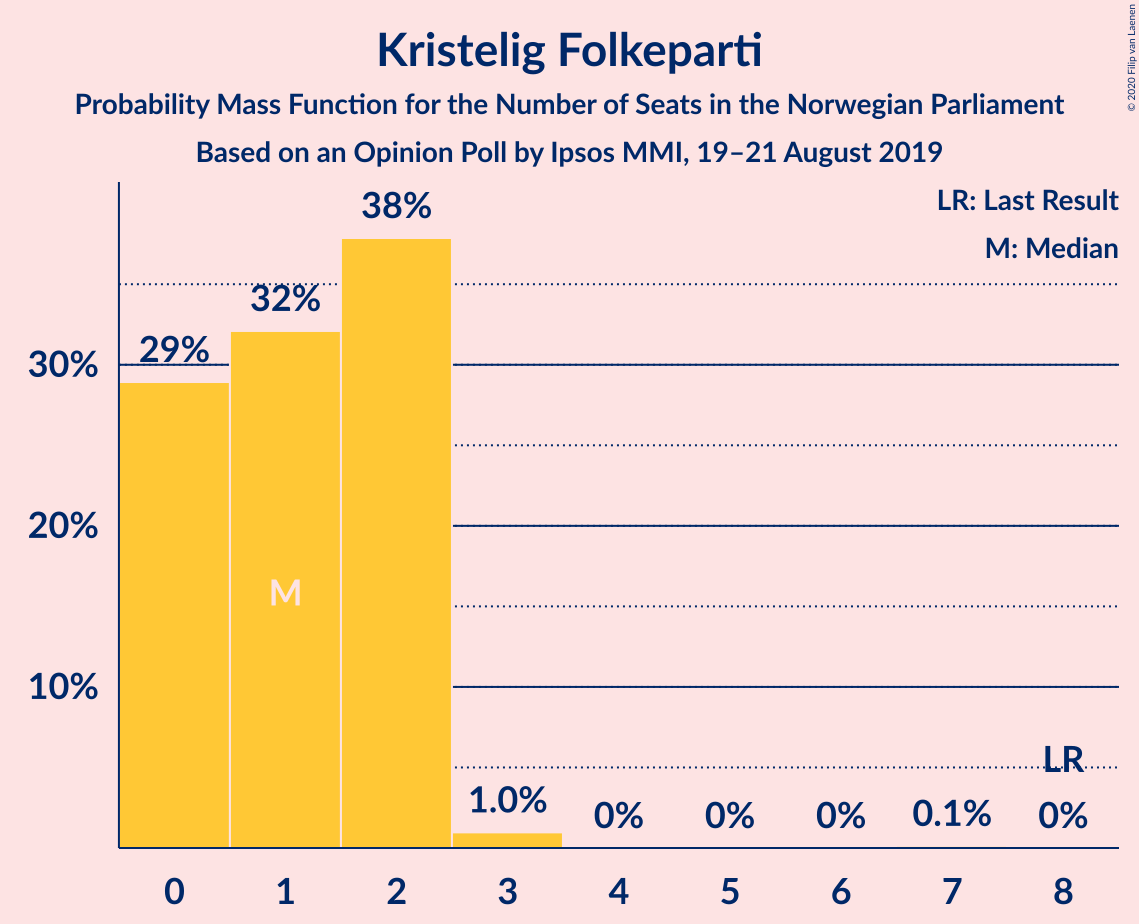 Kristelig Folkeparti
Probability Mass Function for the Number of Seats in the Norwegian Parliament
Based on an Opinion Poll by Ipsos MMI, 19–21 August 2019
© 2020 Filip van Laenen
LR: Last Result
M: Median
38%
32%
29%
30%
20%
M
10%
LR
1.0%
0%
0%
0%
0.1%
0%
0 1 2 3 4 5 6 7 8